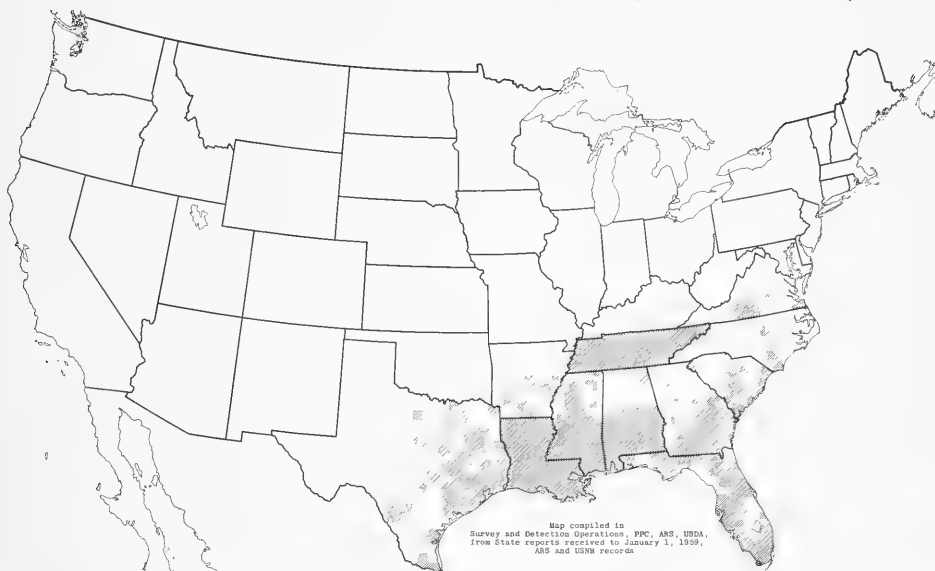 Map compiled in
Survey and Detection Operations, PPC, ARS, USDA,
from State reports received to January 1, 1959,
ARS and USNM records